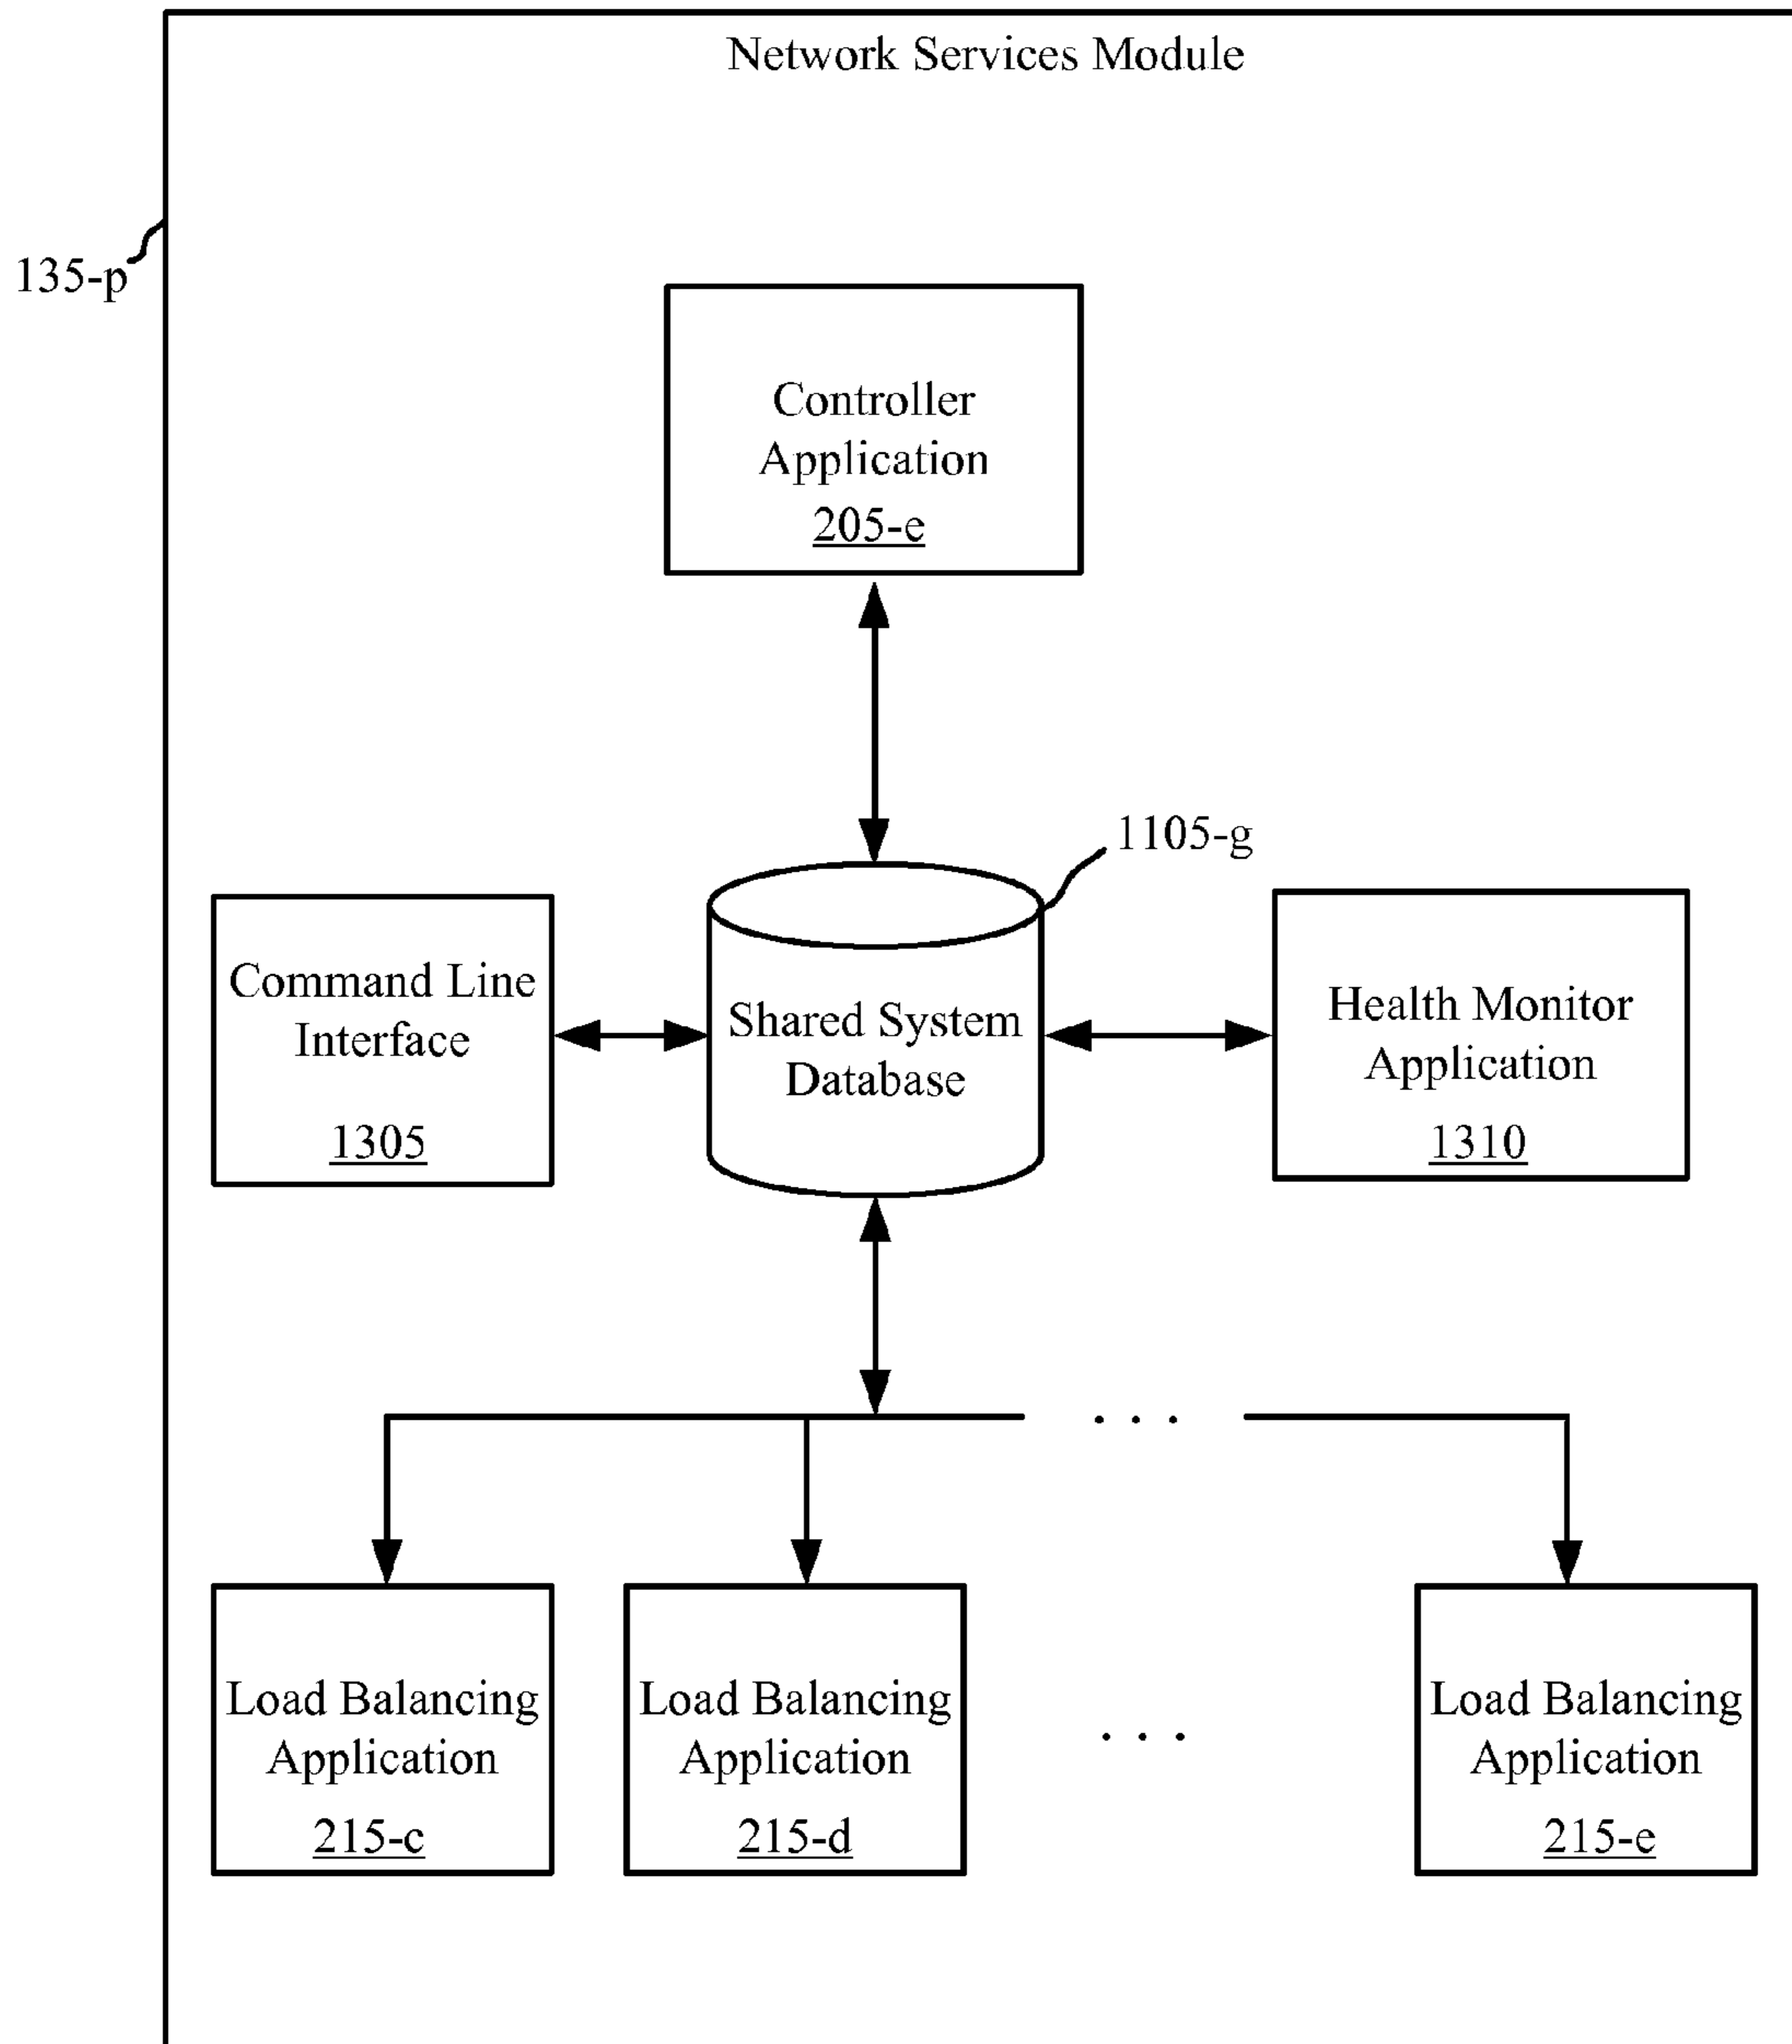 Network Services Module
135-p
Controller
Application
205-e
1105-g
Command Line
Interface
1305
Shared System
Database
Health Monitor
Application
1310
. . .
Load Balancing
Application
215-c
Load Balancing
Application
215-d
. . .
Load Balancing
Application
215-e